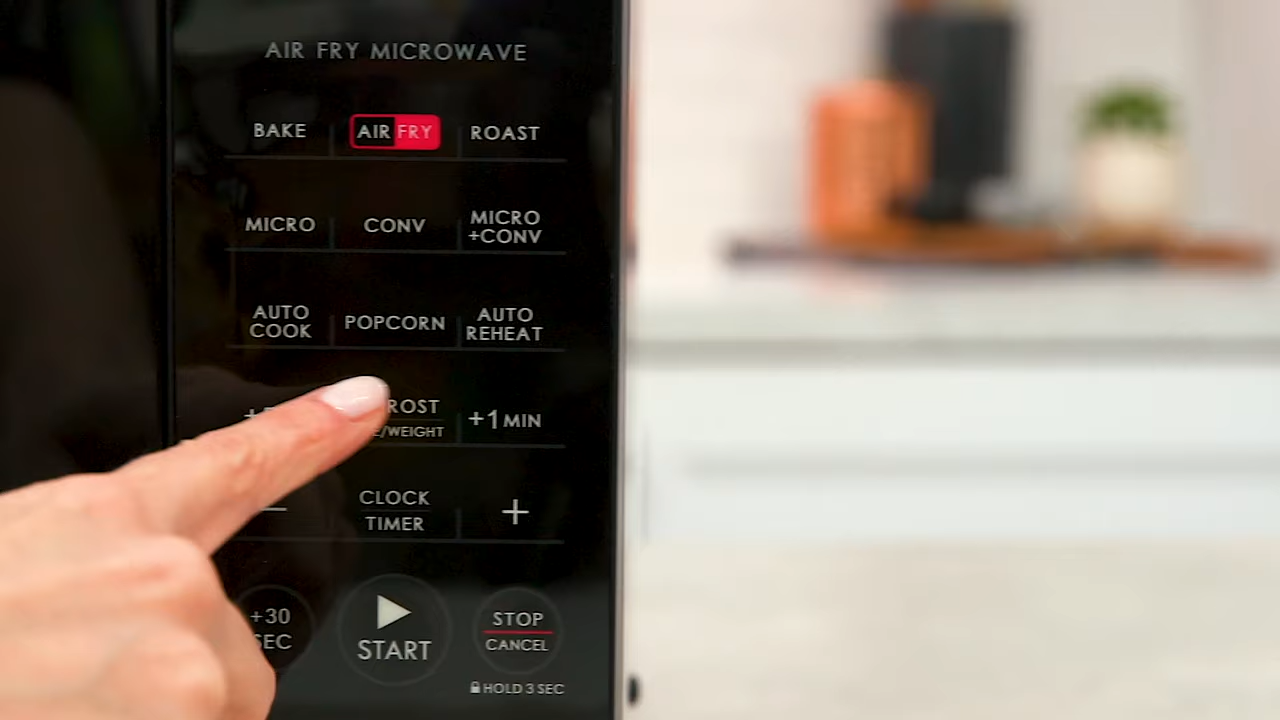 AIR FRY MICROWAVE
BAKE
AIR FRY
ROAST
MICRO
CONV
MICRO
+CONV
AUTO
COOK
POPCORN
AUTO
REHEAT
ROST
+1 MIN
/WEIGHT
CLOCK
TIMER
−
+
+30
SEC
START
STOP
CANCEL
HOLD 3 SEC